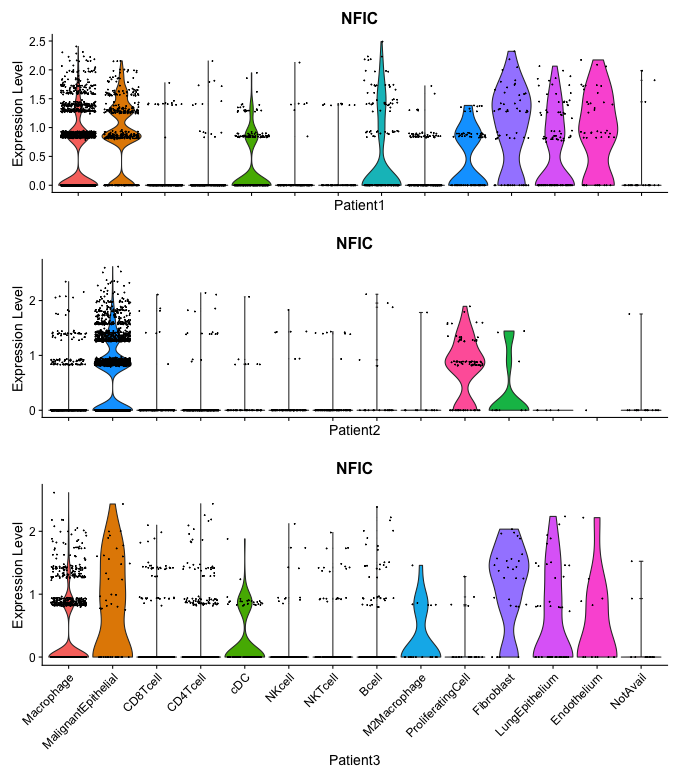 NFIC
Expression Level
2.5
2.0
1.5
1.0
0.5
0.0
Patient1
NFIC
Expression Level
2
1
0
Patient2
NFIC
Expression Level
2
1
0
Macrophage
MalignantEpithelial
CD8Tcell
CD4Tcell
cDC
NKcell
NKTcell
Bcell
M2Macrophage
ProliferatingCell
Fibroblast
LungEpithelium
Endothelium
NotAvail
Patient3